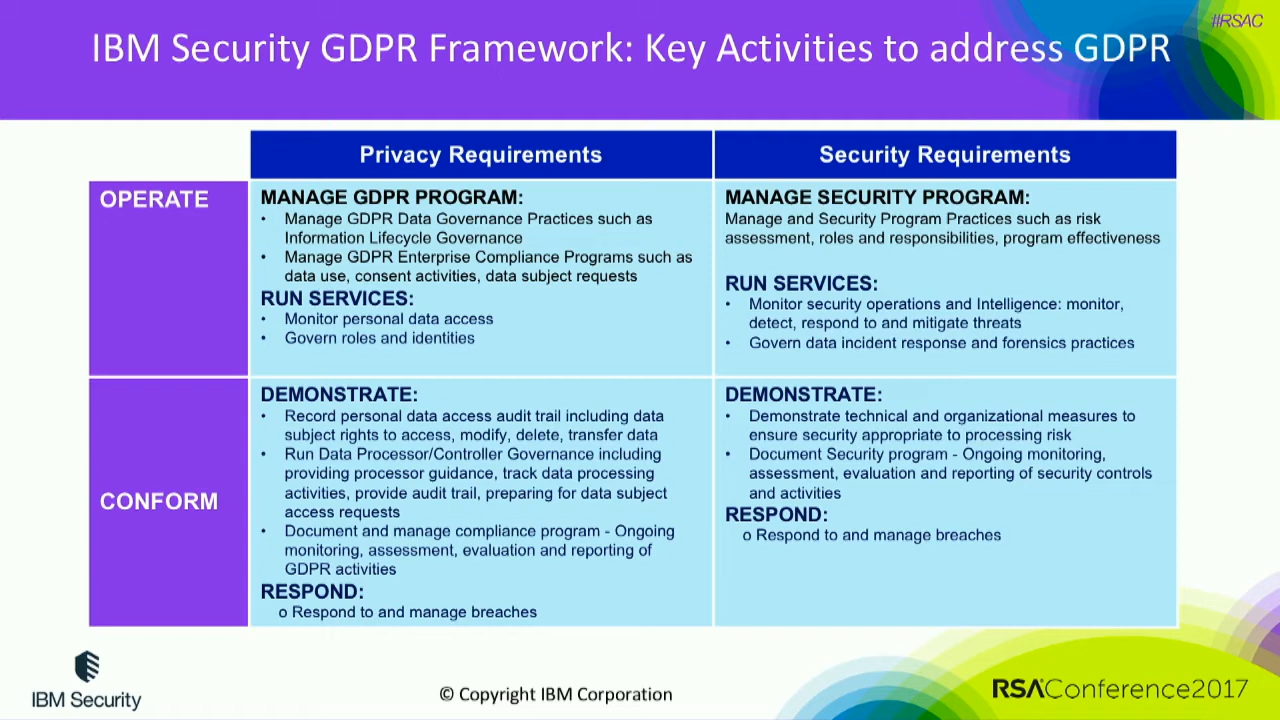 #RSAC
IBM Security GDPR Framework: Key Activities to address GDPR
Privacy Requirements
Security Requirements
OPERATE
MANAGE GDPR PROGRAM:
• Manage GDPR Data Governance Practices such as
Information Lifecycle Governance
• Manage GDPR Enterprise Compliance Programs such as
data use, consent activities, data subject requests
RUN SERVICES:
• Monitor personal data access
• Govern roles and identities
MANAGE SECURITY PROGRAM:
Manage and Security Program Practices such as risk
assessment, roles and responsibilities, program effectiveness
RUN SERVICES:
• Monitor security operations and Intelligence: monitor,
detect, respond to and mitigate threats
• Govern data incident response and forensics practices
CONFORM
DEMONSTRATE:
• Record personal data access audit trail including data
subject rights to access, modify, delete, transfer data
• Run Data Processor/Controller Governance including
providing processor guidance, track data processing
activities, provide audit trail, preparing for data subject
access requests
• Document and manage compliance program - Ongoing
monitoring, assessment, evaluation and reporting of
GDPR activities
RESPOND:
o Respond to and manage breaches
DEMONSTRATE:
• Demonstrate technical and organizational measures to
ensure security appropriate to processing risk
• Document Security program - Ongoing monitoring,
assessment, evaluation and reporting of security controls
and activities
RESPOND:
o Respond to and manage breaches
IBM Security
© Copyright IBM Corporation
RSAConference2017